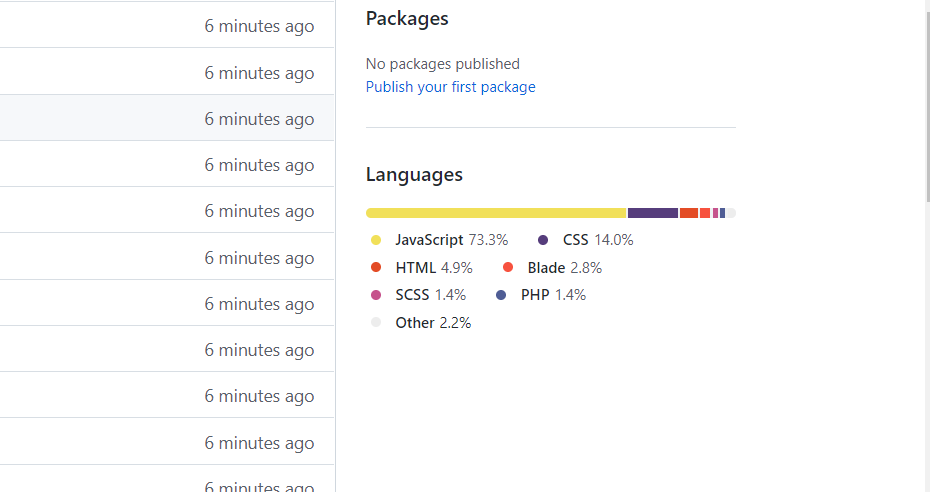 6 minutes ago
6 minutes ago
6 minutes ago
6 minutes ago
6 minutes ago
6 minutes ago
6 minutes ago
6 minutes ago
6 minutes ago
6 minutes ago
6 minutes ago
Packages
No packages published
Publish your first package
Languages
JavaScript 73.3% CSS 14.0%
HTML 4.9% Blade 2.8%
SCSS 1.4% PHP 1.4%
Other 2.2%